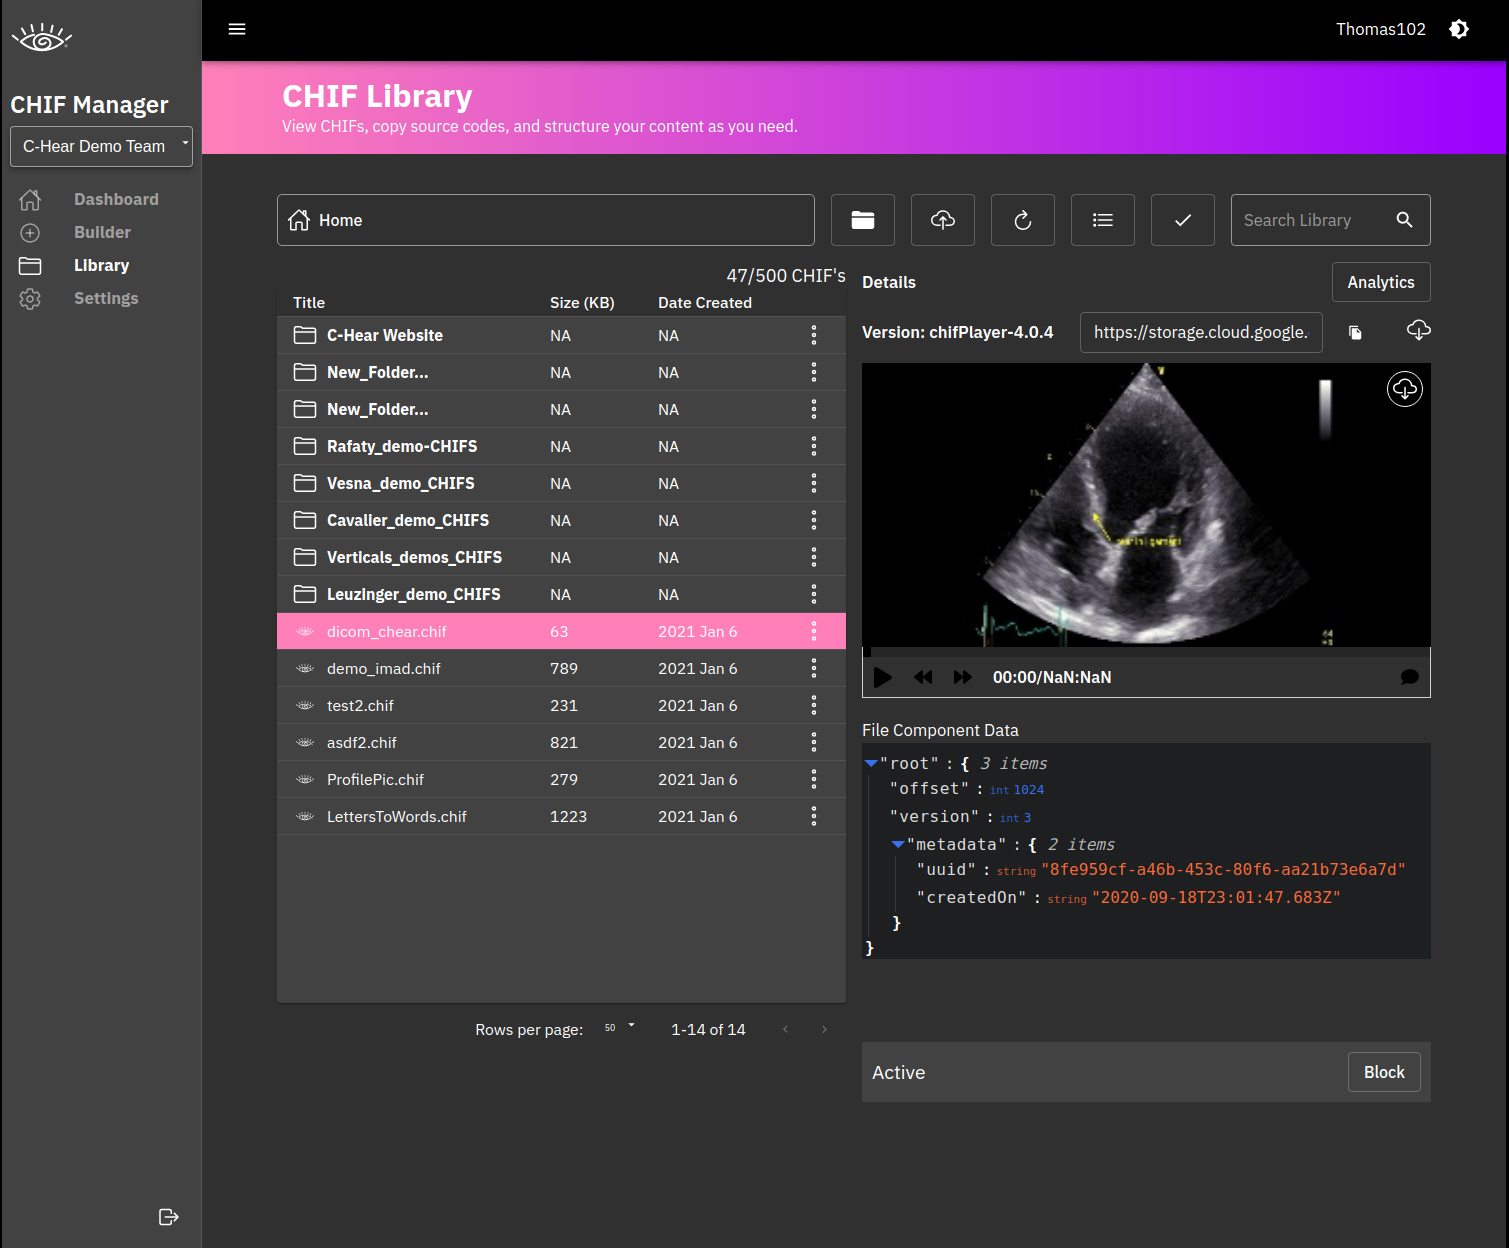 Thomas102
CHIF Manager
C-Hear Demo Team
Dashboard
Builder
Library
Settings
CHIF Library
View CHIFs, copy source codes, and structure your content as you need.
Home
Search Library
47/500 CHIF's
Title Size (KB) Date Created
C-Hear Website NA NA
New_Folder... NA NA
New_Folder... NA NA
Rafaty_demo-CHIFS NA NA
Vesna_demo_CHIFS NA NA
Cavalier_demo_CHIFS NA NA
Verticals_demos_CHIFS NA NA
Leuzinger_demo_CHIFS NA NA
dicom_chear.chif 63 2021 Jan 6
demo_imad.chif 789 2021 Jan 6
test2.chif 231 2021 Jan 6
asdf2.chif 821 2021 Jan 6
ProfilePic.chif 279 2021 Jan 6
LettersToWords.chif 1223 2021 Jan 6
Rows per page: 50 1-14 of 14
Details
Analytics
Version: chifPlayer-4.0.4 https://storage.cloud.google.
00:00/NaN:NaN
File Component Data
"root" : { 3 items
"offset" : int 1024
"version" : int 3
"metadata" : { 2 items
"uuid" : string "8fe959cf-a46b-453c-80f6-aa21b73e6a7d"
"createdOn" : string "2020-09-18T23:01:47.683Z"
}
}
Active
Block